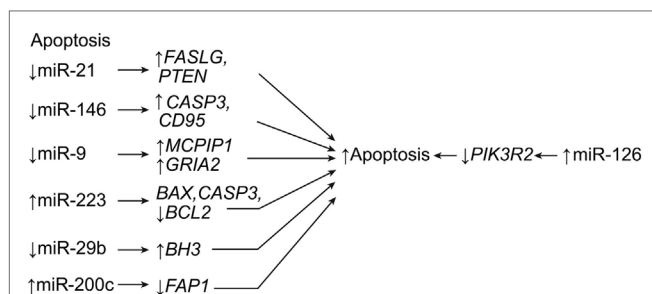 Apoptosis
↓miR-21 → ↑FASLG, PTEN
↓miR-146 → ↑CASP3, CD95
↓miR-9 → ↑MCPIP1 ↑GRIA2
↑miR-223 → BAX,CASP3, ↓BCL2
↓miR-29b → ↑BH3
↑miR-200c → ↓FAP1
↑Apoptosis ← ↓PIK3R2 ← ↑miR-126